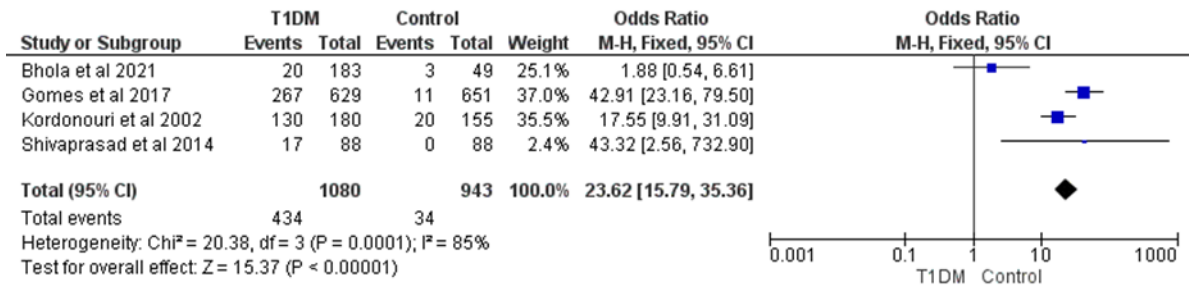 T1DM Control Odds Ratio Odds Ratio
Study or Subgroup Events Total Events Total Weight M-H, Fixed, 95% CI M-H, Fixed, 95% CI
Bhola et al 2021 20 183 3 49 25.1% 1.88 [0.54, 6.61]
Gomes et al 2017 267 629 11 651 37.0% 42.91 [23.16, 79.50]
Kordonouri et al 2002 130 180 20 155 35.5% 17.55 [9.91, 31.09]
Shivaprasad et al 2014 17 88 0 88 2.4% 43.32 [2.56, 732.90]
Total (95% CI) 1080 943 100.0% 23.62 [15.79, 35.36]
Total events 434 34
Heterogeneity: Chi² = 20.38, df = 3 (P = 0.0001); I² = 85%
Test for overall effect: Z = 15.37 (P < 0.00001)
0.001 0.1 1 10 1000
T1DM Control